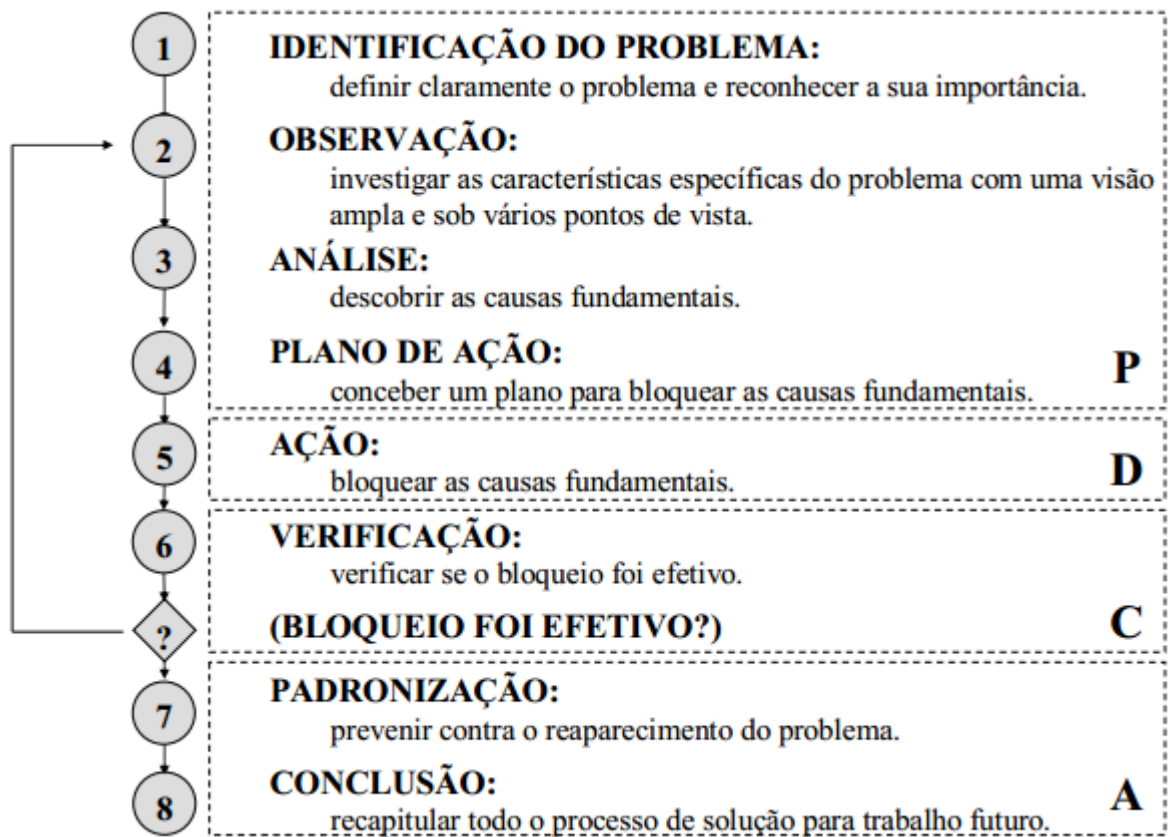 1
IDENTIFICAÇÃO DO PROBLEMA:
definir claramente o problema e reconhecer a sua importância.
2
OBSERVAÇÃO:
investigar as características específicas do problema com uma visão
ampla e sob vários pontos de vista.
3
ANÁLISE:
descobrir as causas fundamentais.
4
PLANO DE AÇÃO:
conceber um plano para bloquear as causas fundamentais.
P
5
AÇÃO:
bloquear as causas fundamentais.
D
6
VERIFICAÇÃO:
verificar se o bloqueio foi efetivo.
?
(BLOQUEIO FOI EFETIVO?)
C
7
PADRONIZAÇÃO:
prevenir contra o reaparecimento do problema.
8
CONCLUSÃO:
recapitular todo o processo de solução para trabalho futuro.
A